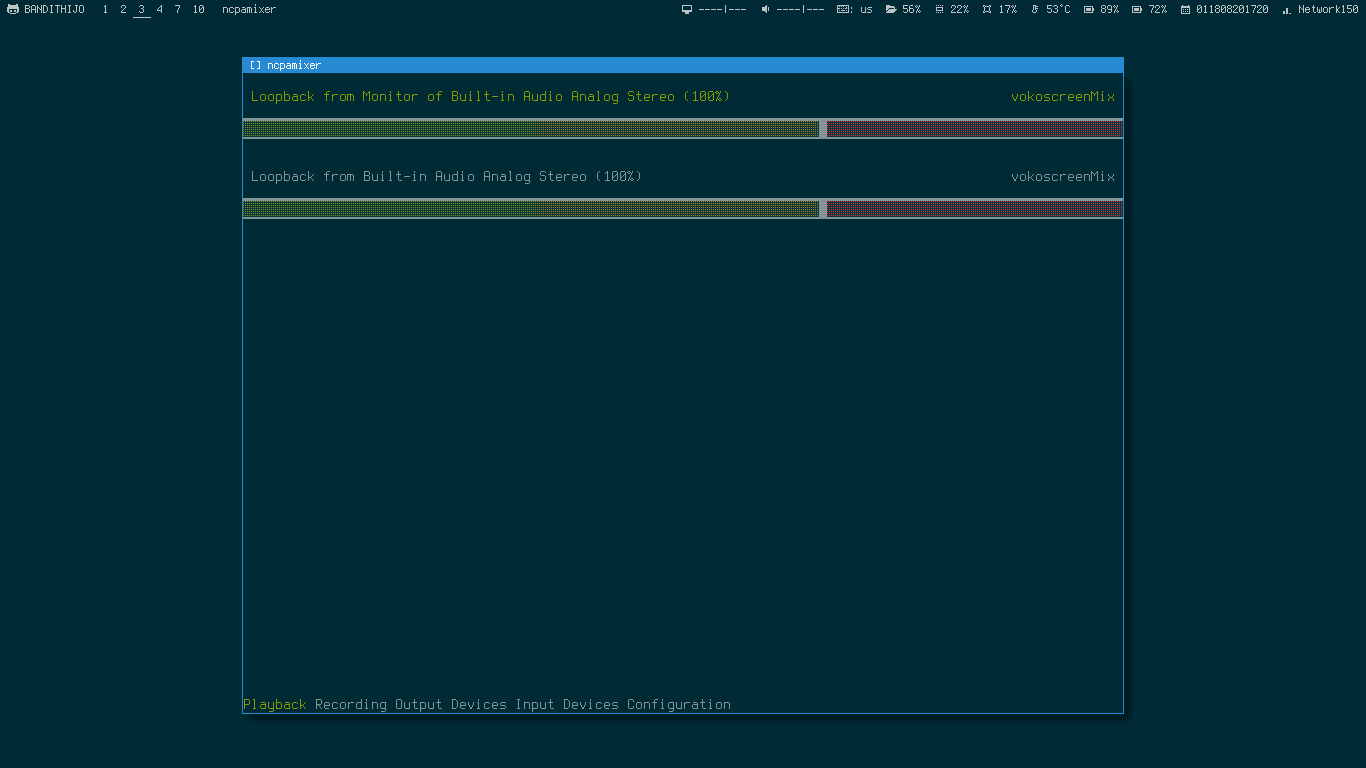 BANDITHIJO 1 2 3 4 7 10 ncpamixer ----|--- ----|--- : us 56% 22% 17% 53°C 89% 72% 011808201720 Network150
[] ncpamixer
Loopback from Monitor of Built-in Audio Analog Stereo (100%) vokoscreenMix
Loopback from Built-in Audio Analog Stereo (100%) vokoscreenMix
Playback Recording Output Devices Input Devices Configuration